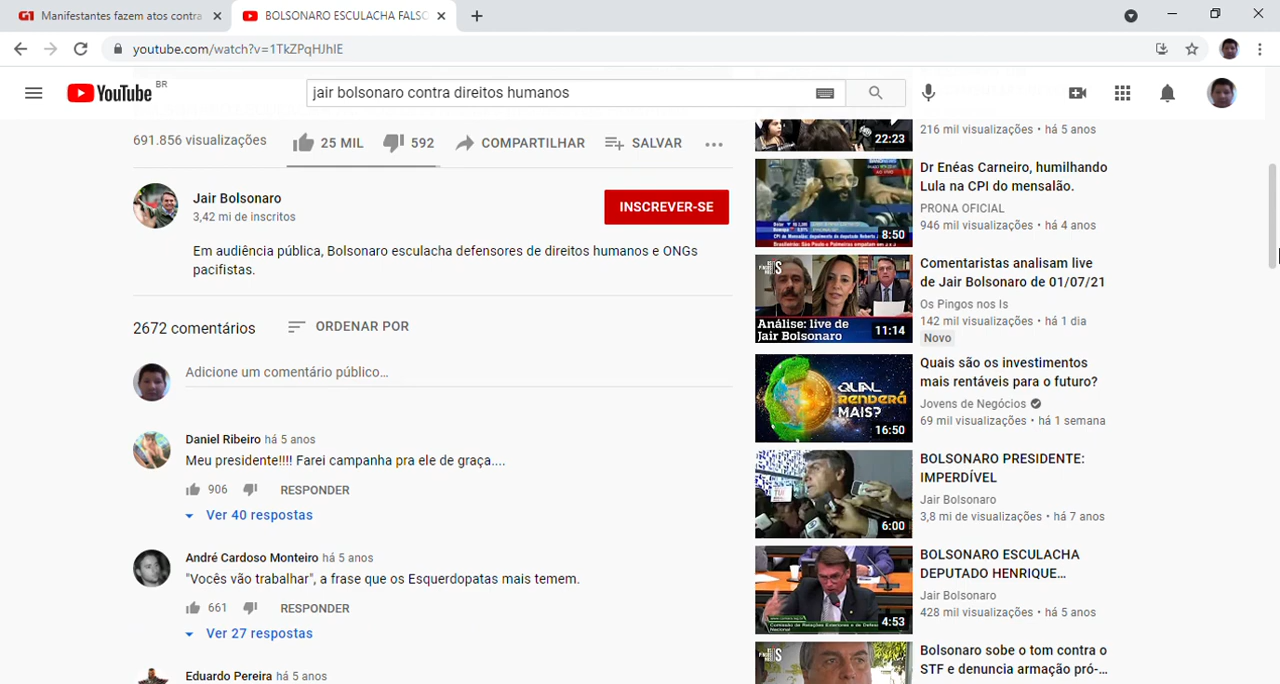 Manifestantes fazem atos contra
BOLSONARO ESCULACHA FALSC
youtube.com/watch?v=1TkZPqHJhIE
YouTube BR
jair bolsonaro contra direitos humanos
691.856 visualizações
25 MIL
592
COMPARTILHAR
SALVAR
Jair Bolsonaro
3,42 mi de inscritos
INSCREVER-SE
Em audiência pública, Bolsonaro esculacha defensores de direitos humanos e ONGs
pacifistas.
2672 comentários
ORDENAR POR
Adicione um comentário público...
Daniel Ribeiro há 5 anos
Meu presidente!!!! Farei campanha pra ele de graça....
906
RESPONDER
Ver 40 respostas
André Cardoso Monteiro há 5 anos
"Vocês vão trabalhar", a frase que os Esquerdopatas mais temem.
661
RESPONDER
Ver 27 respostas
Eduardo Pereira há 5 anos
22:23
216 mil visualizações • há 5 anos
8:50
Dr Enéas Carneiro, humilhando
Lula na CPI do mensalão.
PRONA OFICIAL
946 mil visualizações • há 4 anos
Análise: live de
Jair Bolsonaro
11:14
Comentaristas analisam live
de Jair Bolsonaro de 01/07/21
Os Pingos nos Is
142 mil visualizações • há 1 dia
Novo
QUAL
RENDERÁ
MAIS?
16:50
Quais são os investimentos
mais rentáveis para o futuro?
Jovens de Negócios
69 mil visualizações • há 1 semana
6:00
BOLSONARO PRESIDENTE:
IMPERDÍVEL
Jair Bolsonaro
3,8 mi de visualizações • há 7 anos
4:53
BOLSONARO ESCULACHA
DEPUTADO HENRIQUE...
Jair Bolsonaro
428 mil visualizações • há 5 anos
Bolsonaro sobe o tom contra o
STF e denuncia armação pró-...